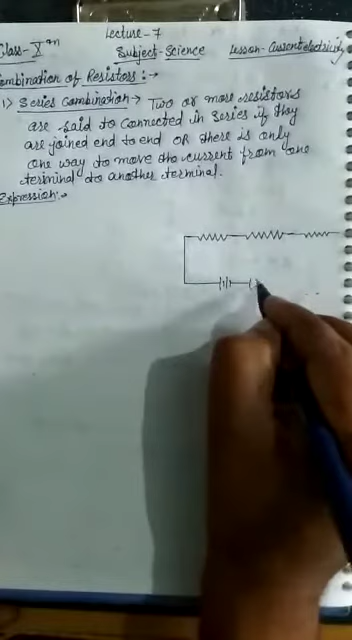 Lecture-7
Class-Xth Subject-Science Lesson-Current electricity
Combination of Resistors:-→
1) Series Combination → Two or more resistors
are said to connected in series if they
are joined end to end OR there is only
one way to move the current from one
terminal to another terminal.
Expression:-